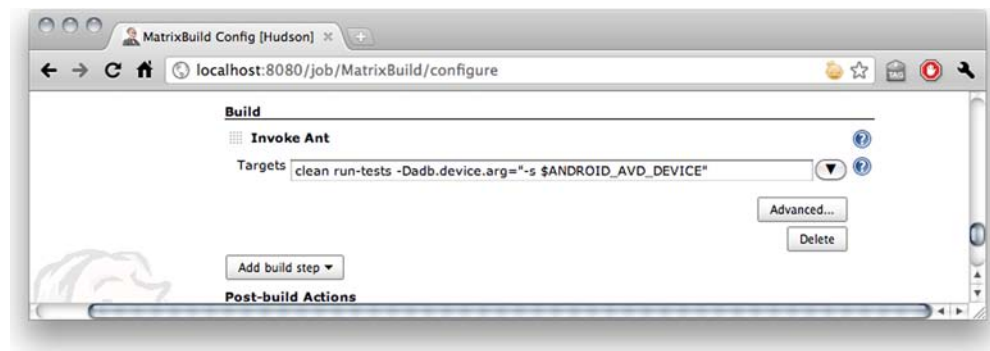 MatrixBuild Config [Hudson]
localhost:8080/job/MatrixBuild/configure
Build
Invoke Ant
Targets clean run-tests -Dadb.device.arg="-s $ANDROID_AVD_DEVICE"
Advanced...
Delete
Add build step
Post-build Actions